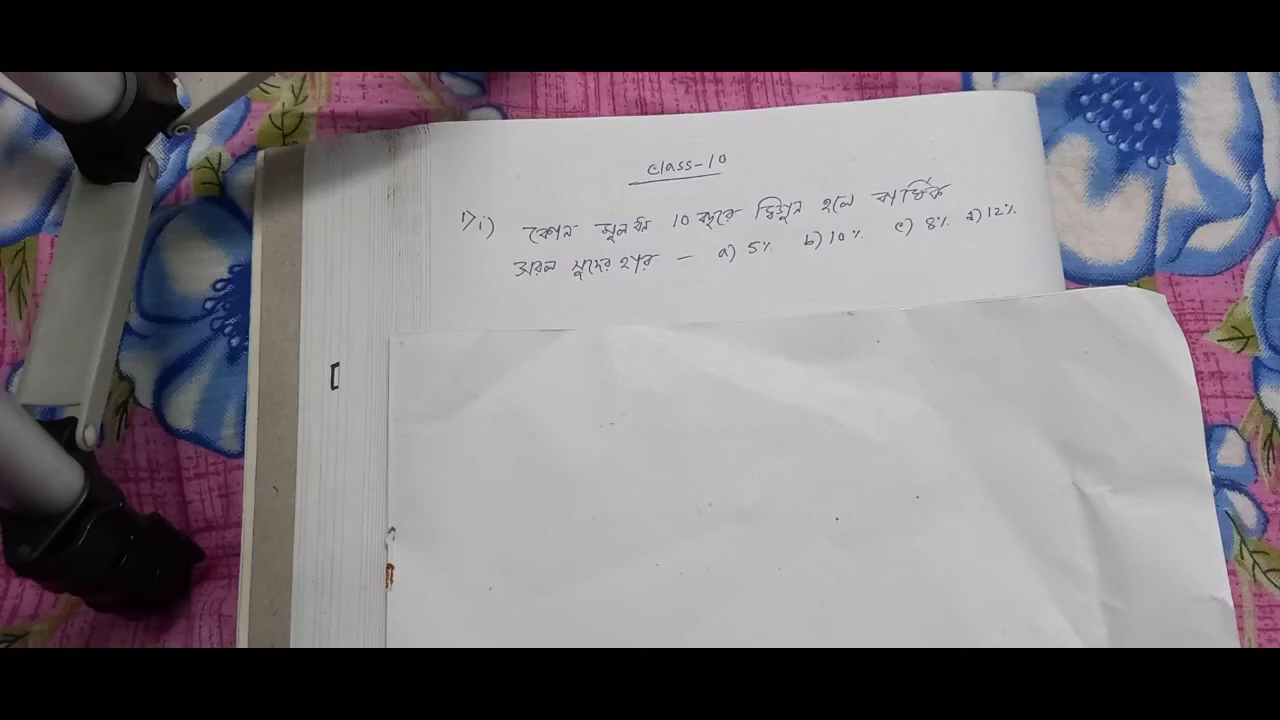 Class-10
1) i) কোন মূলধন 10 বছরে দ্বিগুন হলে বার্ষিক
সরল সুদের হার — a) 5% b) 10% c) 8% d) 12%